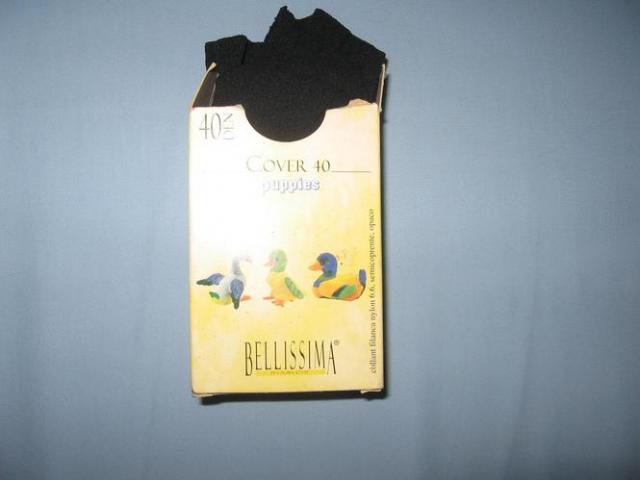 40 DEN
COVER 40
puppies
collant filanca nylon 6.6, semicoprente, opaco
BELLISSIMA®